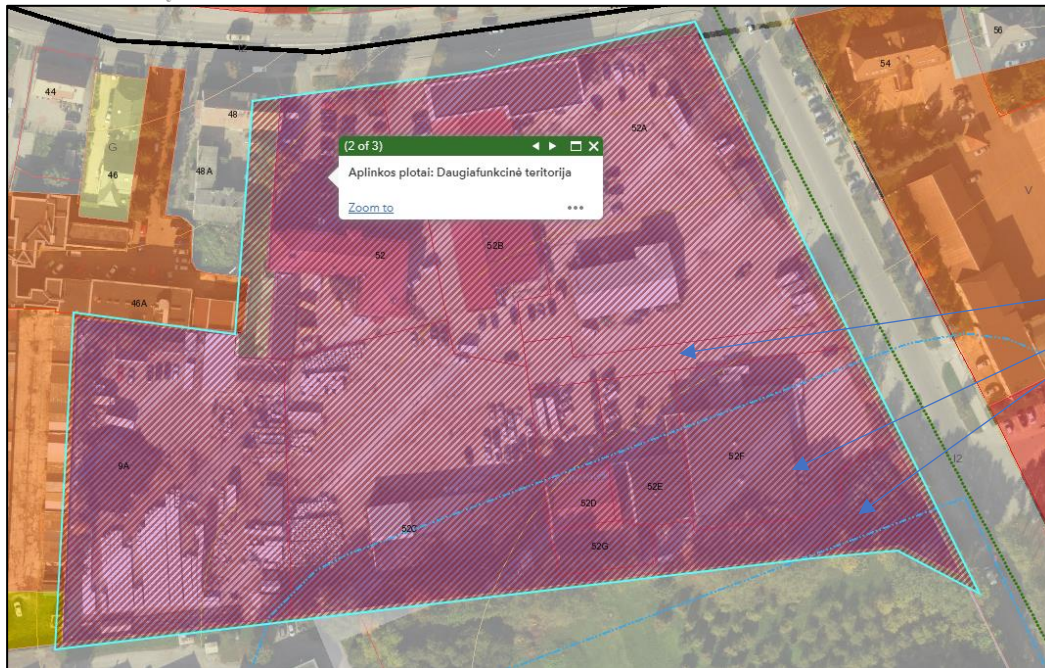 56
54
44
48
52A
(2 of 3)
Aplinkos plotai: Daugiafunkcinė teritorija
Zoom to
G
46
48 A
V
52
52B
46A
9A
52F
I2
52E
52D
52C
52G